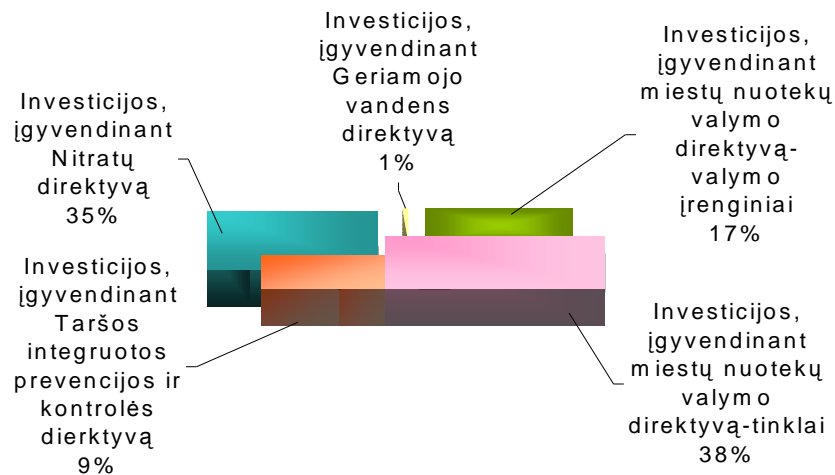 Investicijos,
įgyvendinant
Geriamojo
vandens
direktyvą
1%
Investicijos,
įgyvendinant
miestų nuotekų
valymo
direktyvą-
valymo
įrenginiai
17%
Investicijos,
įgyvendinant
Nitratų
direktyvą
35%
Investicijos,
įgyvendinant
Taršos
integruotos
prevencijos ir
kontrolės
dierktyvą
9%
Investicijos,
įgyvendinant
miestų nuotekų
valymo
direktyvą-tinklai
38%